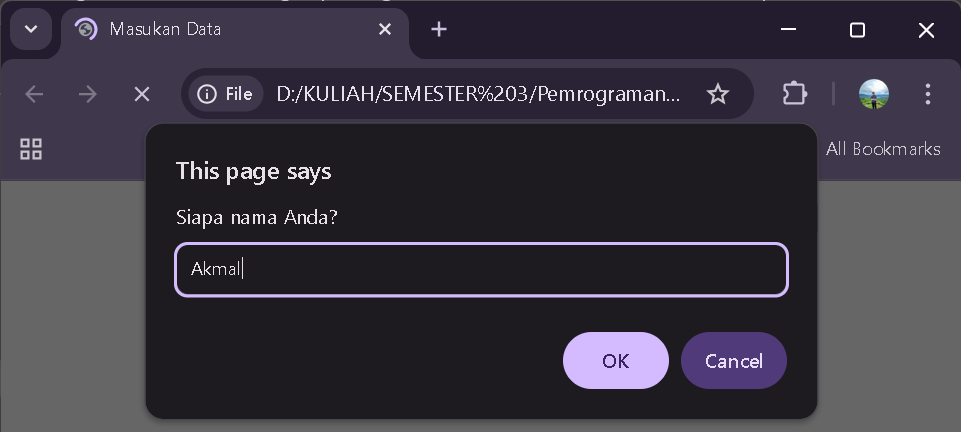 Masukan Data
File
D:/KULIAH/SEMESTER%203/Pemrograman...
All Bookmarks
This page says
Siapa nama Anda?
Akmal
OK
Cancel